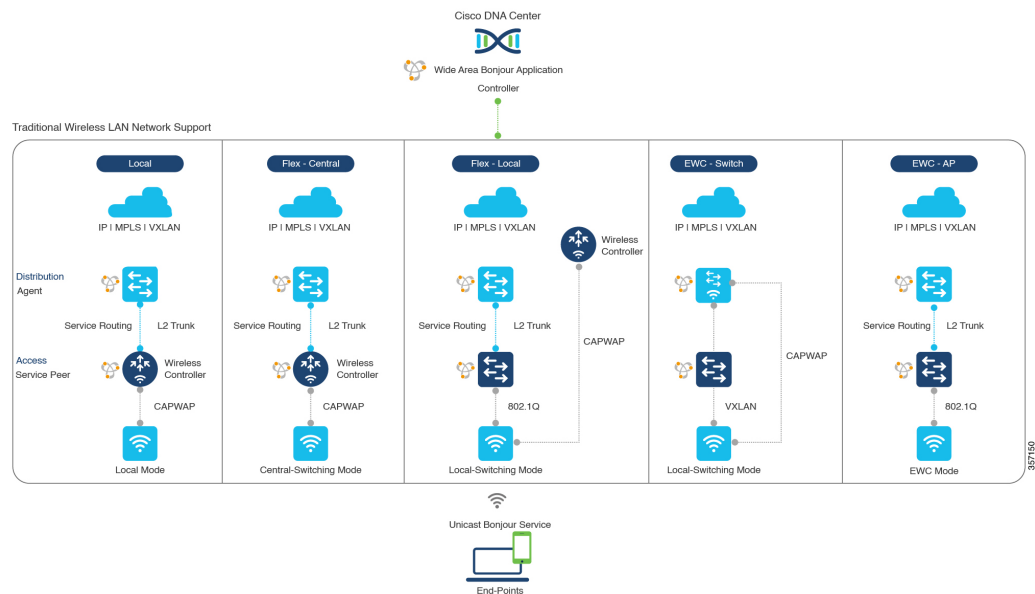 Cisco DNA Center
Wide Area Bonjour Application
Controller
Traditional Wireless LAN Network Support
Local
Flex - Central
Flex - Local
EWC - Switch
EWC - AP
IP I MPLS I VXLAN
IP I MPLS I VXLAN
IP I MPLS I VXLAN
IP I MPLS I VXLAN
IP I MPLS I VXLAN
Wireless
Controller
Distribution
Agent
Service Routing
L2 Trunk
Service Routing
L2 Trunk
Service Routing
L2 Trunk
Service Routing
L2 Trunk
CAPWAP
CAPWAP
Access
Service Peer
Wireless
Controller
Wireless
Controller
CAPWAP
CAPWAP
802.1Q
VXLAN
802.1Q
Local Mode
Central-Switching Mode
Local-Switching Mode
Local-Switching Mode
EWC Mode
357150
Unicast Bonjour Service
End-Points